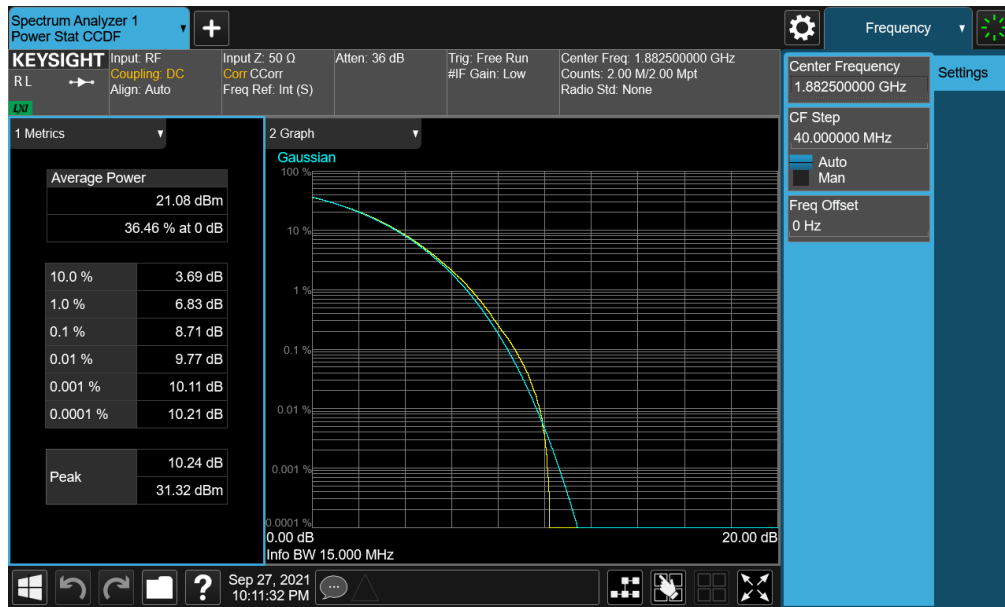 Spectrum Analyzer 1
Power Stat CCDF
+
Frequency
KEYSIGHT
RL
LXI
Input: RF
Coupling: DC
Align: Auto
Input Z: 50 Ω
Corr CCorr
Freq Ref: Int (S)
Atten: 36 dB
Trig: Free Run
#IF Gain: Low
Center Freq: 1.882500000 GHz
Counts: 2.00 M/2.00 Mpt
Radio Std: None
Center Frequency
1.882500000 GHz
Settings
CF Step
40.000000 MHz
Auto
Man
Freq Offset
0 Hz
1 Metrics
Average Power
21.08 dBm
36.46 % at 0 dB
10.0 % 3.69 dB
1.0 % 6.83 dB
0.1 % 8.71 dB
0.01 % 9.77 dB
0.001 % 10.11 dB
0.0001 % 10.21 dB
Peak
10.24 dB
31.32 dBm
2 Graph
Gaussian
100 %
10 %
1 %
0.1 %
0.01 %
0.001 %
0.0001 %
0.00 dB 20.00 dB
Info BW 15.000 MHz
?
Sep 27, 2021
10:11:32 PM